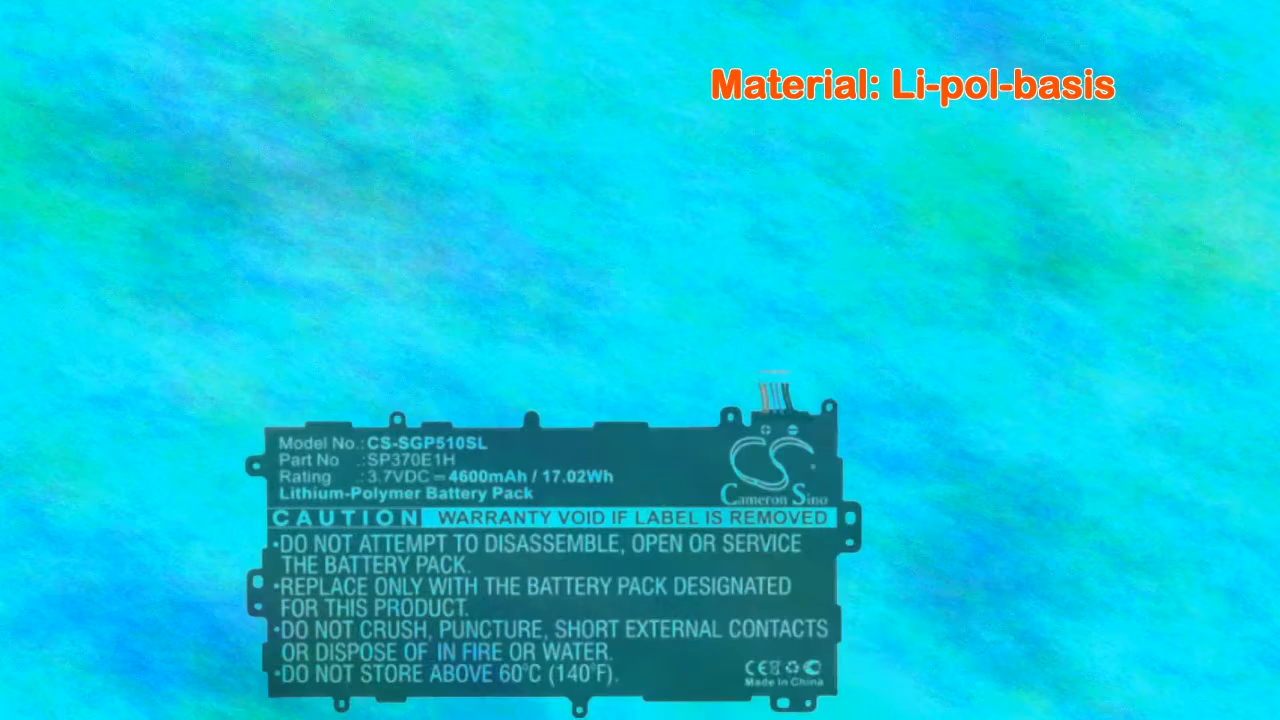 Material: Li-pol-basis
Model No.:CS-SGP510SL
Part No .:SP370E1H
Rating :3.7VDC = 4600mAh / 17.02Wh
Lithium-Polymer Battery Pack
Cameron Sino
CAUTION WARRANTY VOID IF LABEL IS REMOVED
•DO NOT ATTEMPT TO DISASSEMBLE, OPEN OR SERVICE
THE BATTERY PACK.
•REPLACE ONLY WITH THE BATTERY PACK DESIGNATED
FOR THIS PRODUCT.
•DO NOT CRUSH, PUNCTURE, SHORT EXTERNAL CONTACTS
OR DISPOSE OF IN FIRE OR WATER.
•DO NOT STORE ABOVE 60°C (140°F).
CE
Made In China